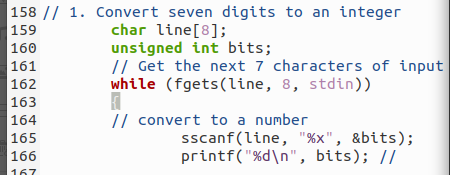 158 // 1. Convert seven digits to an integer
159 char line[8];
160 unsigned int bits;
161 // Get the next 7 characters of input
162 while (fgets(line, 8, stdin))
163 {
164 // convert to a number
165 sscanf(line, "%x", &bits);
166 printf("%d\n", bits); //
167